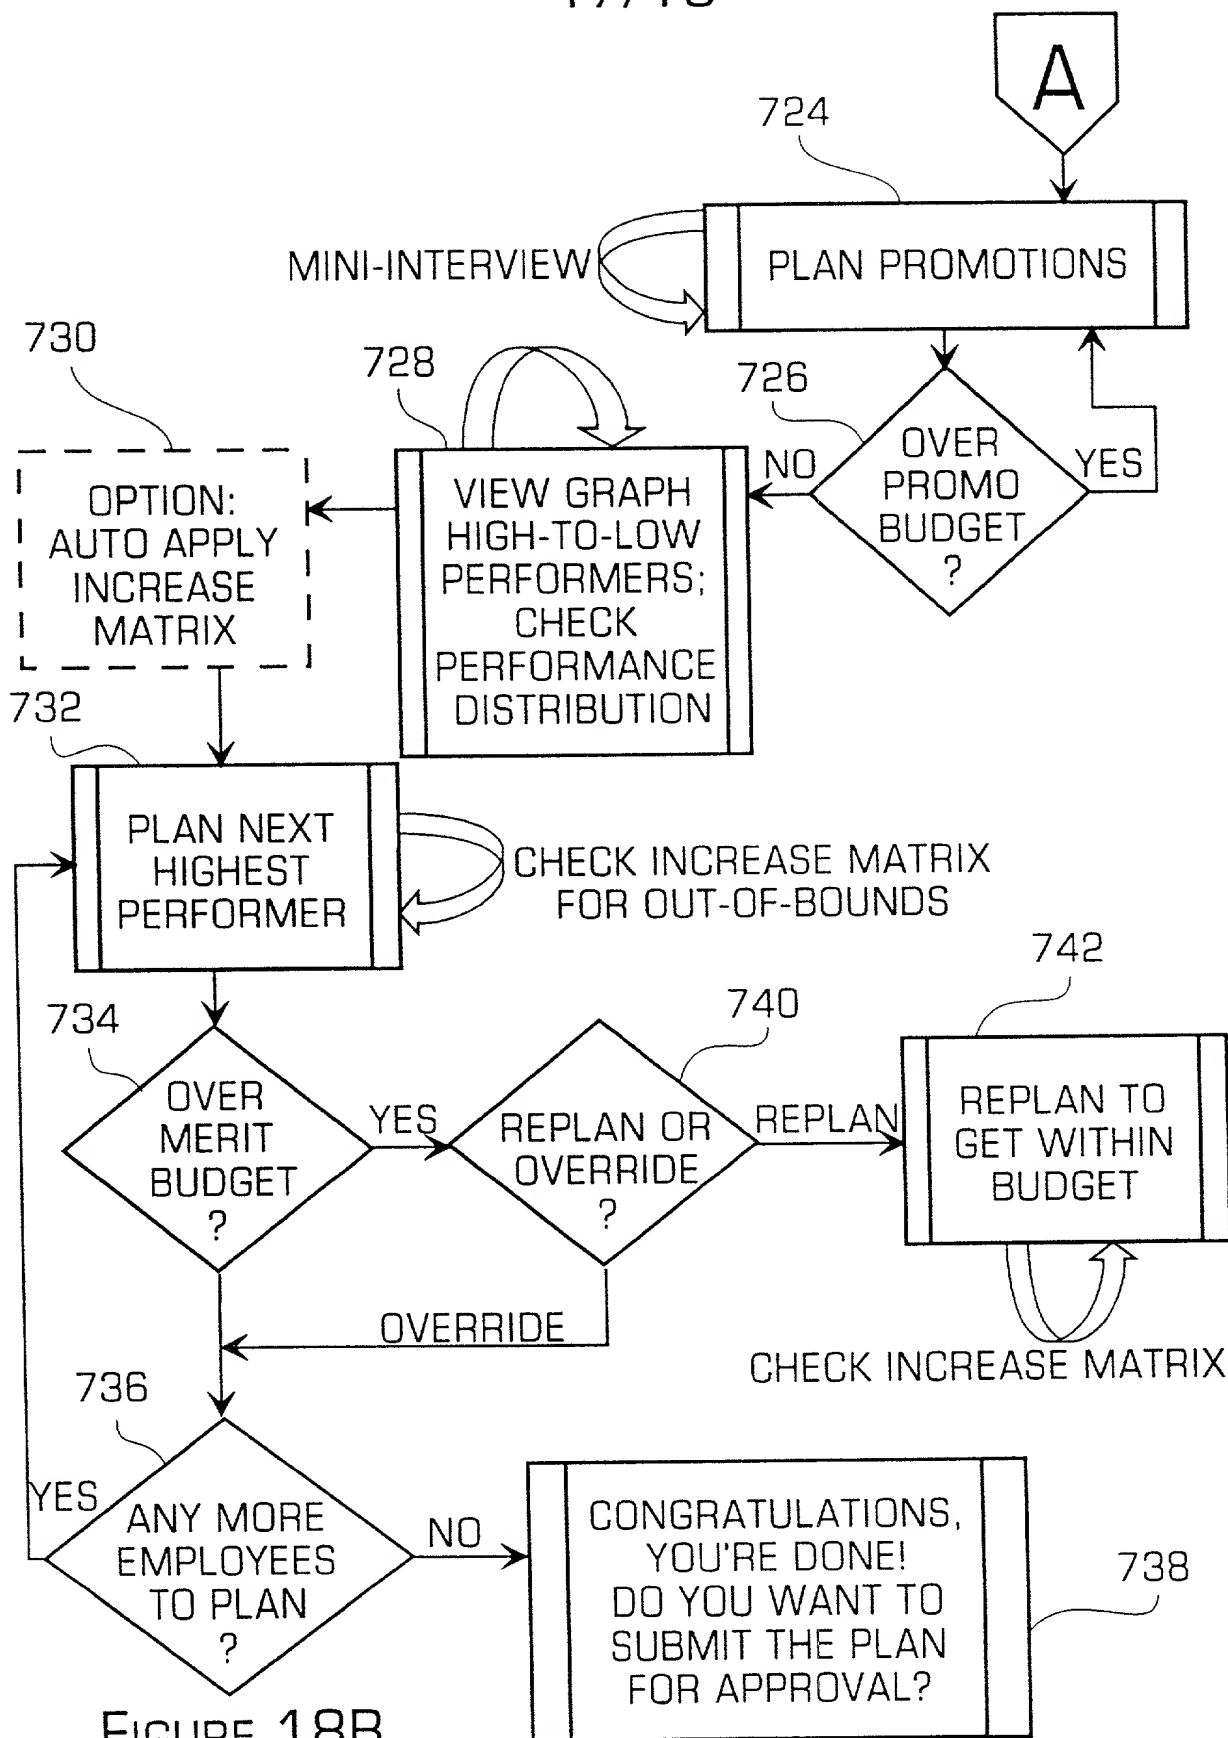 A
724
MINI-INTERVIEW
PLAN PROMOTIONS
730
728
726
OVER
PROMO
BUDGET
?
NO
YES
OPTION:
AUTO APPLY
INCREASE
MATRIX
VIEW GRAPH
HIGH-TO-LOW
PERFORMERS;
CHECK
PERFORMANCE
DISTRIBUTION
732
PLAN NEXT
HIGHEST
PERFORMER
CHECK INCREASE MATRIX
FOR OUT-OF-BOUNDS
734
740
742
OVER
MERIT
BUDGET
?
YES
REPLAN OR
OVERRIDE
?
REPLAN
REPLAN TO
GET WITHIN
BUDGET
OVERRIDE
CHECK INCREASE MATRIX
736
YES
ANY MORE
EMPLOYEES
TO PLAN
?
NO
CONGRATULATIONS,
YOU'RE DONE!
DO YOU WANT TO
SUBMIT THE PLAN
FOR APPROVAL?
738
FIGURE 18B